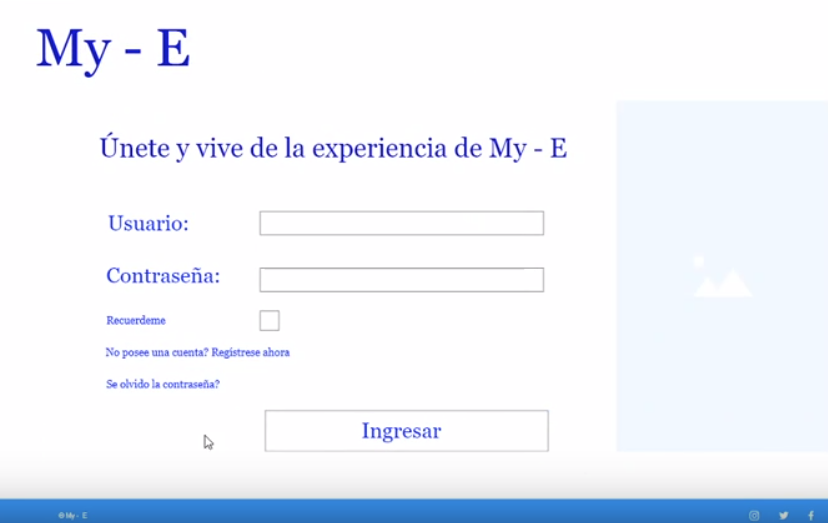 My - E
Únete y vive de la experiencia de My - E
Usuario:
Contraseña:
Recuerdeme
No posee una cuenta? Regístrese ahora
Se olvido la contraseña?
Ingresar
© My - E